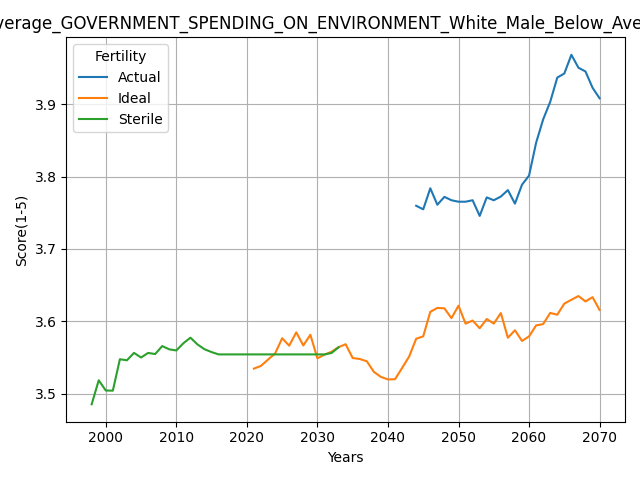 verage_GOVERNMENT_SPENDING_ON_ENVIRONMENT_White_Male_Below_Ave
Fertility
Actual
Ideal
Sterile
Score(1-5)
3.9
3.8
3.7
3.6
3.5
2000 2010 2020 2030 2040 2050 2060 2070
Years